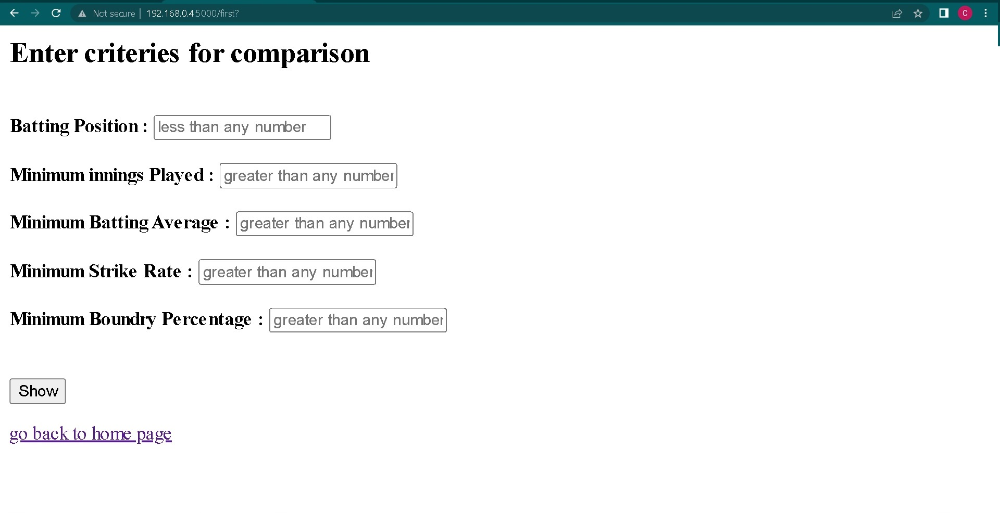 Not secure | 192.168.0.4:5000/first?
C
Enter criteries for comparison
Batting Position : less than any number
Minimum innings Played : greater than any number
Minimum Batting Average : greater than any number
Minimum Strike Rate : greater than any number
Minimum Boundry Percentage : greater than any number
Show
go back to home page